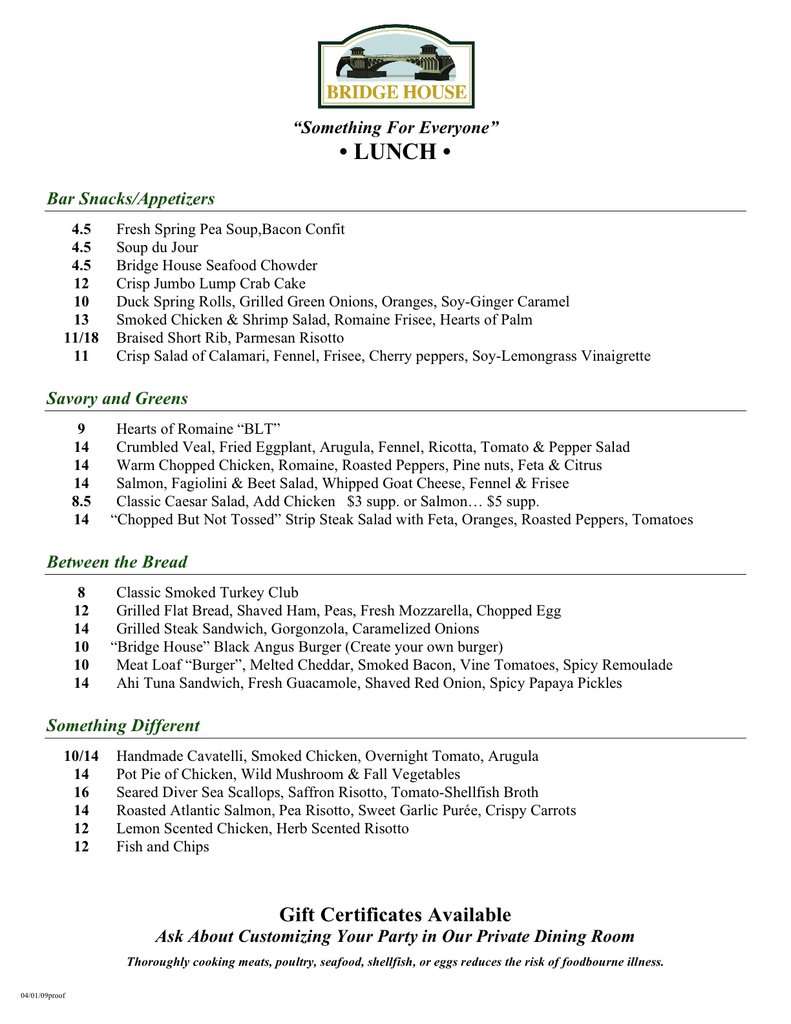 BRIDGE HOUSE
“Something For Everyone”
• LUNCH •
Bar Snacks/Appetizers
4.5 Fresh Spring Pea Soup,Bacon Confit
4.5 Soup du Jour
4.5 Bridge House Seafood Chowder
12 Crisp Jumbo Lump Crab Cake
10 Duck Spring Rolls, Grilled Green Onions, Oranges, Soy-Ginger Caramel
13 Smoked Chicken & Shrimp Salad, Romaine Frisee, Hearts of Palm
11/18 Braised Short Rib, Parmesan Risotto
11 Crisp Salad of Calamari, Fennel, Frisee, Cherry peppers, Soy-Lemongrass Vinaigrette
Savory and Greens
9 Hearts of Romaine “BLT”
14 Crumbled Veal, Fried Eggplant, Arugula, Fennel, Ricotta, Tomato & Pepper Salad
14 Warm Chopped Chicken, Romaine, Roasted Peppers, Pine nuts, Feta & Citrus
14 Salmon, Fagiolini & Beet Salad, Whipped Goat Cheese, Fennel & Frisee
8.5 Classic Caesar Salad, Add Chicken $3 supp. or Salmon… $5 supp.
14 “Chopped But Not Tossed” Strip Steak Salad with Feta, Oranges, Roasted Peppers, Tomatoes
Between the Bread
8 Classic Smoked Turkey Club
12 Grilled Flat Bread, Shaved Ham, Peas, Fresh Mozzarella, Chopped Egg
14 Grilled Steak Sandwich, Gorgonzola, Caramelized Onions
10 “Bridge House” Black Angus Burger (Create your own burger)
10 Meat Loaf “Burger”, Melted Cheddar, Smoked Bacon, Vine Tomatoes, Spicy Remoulade
14 Ahi Tuna Sandwich, Fresh Guacamole, Shaved Red Onion, Spicy Papaya Pickles
Something Different
10/14 Handmade Cavatelli, Smoked Chicken, Overnight Tomato, Arugula
14 Pot Pie of Chicken, Wild Mushroom & Fall Vegetables
16 Seared Diver Sea Scallops, Saffron Risotto, Tomato-Shellfish Broth
14 Roasted Atlantic Salmon, Pea Risotto, Sweet Garlic Purée, Crispy Carrots
12 Lemon Scented Chicken, Herb Scented Risotto
12 Fish and Chips
Gift Certificates Available
Ask About Customizing Your Party in Our Private Dining Room
Thoroughly cooking meats, poultry, seafood, shellfish, or eggs reduces the risk of foodbourne illness.
04/01/09proof